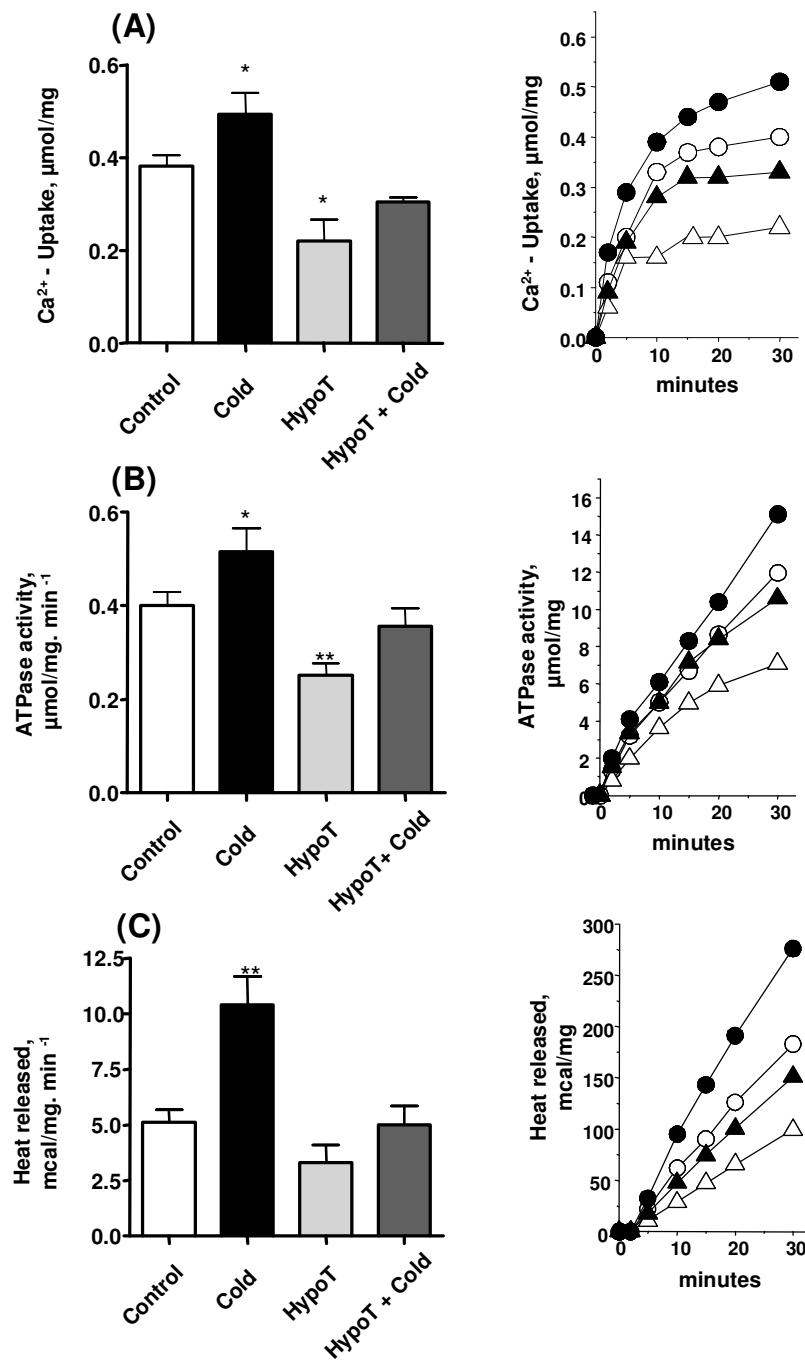 (A)
Ca²⁺ - Uptake, µmol/mg
0.6
0.4
0.2
0.0
*
*
Control
Cold
HypoT
HypoT + Cold
Ca²⁺ - Uptake, µmol/mg
0.6
0.5
0.4
0.3
0.2
0.1
0.0
0 10 20 30
minutes
(B)
ATPase activity,
µmol/mg. min⁻¹
0.6
0.4
0.2
0.0
*
**
Control
Cold
HypoT
HypoT+ Cold
ATPase activity,
µmol/mg
16
14
12
10
8
6
4
2
0
0 10 20 30
minutes
(C)
Heat released,
mcal/mg. min⁻¹
12.5
10.0
7.5
5.0
2.5
0.0
**
Control
Cold
HypoT
HypoT + Cold
Heat released,
mcal/mg
300
250
200
150
100
50
0
0 10 20 30
minutes